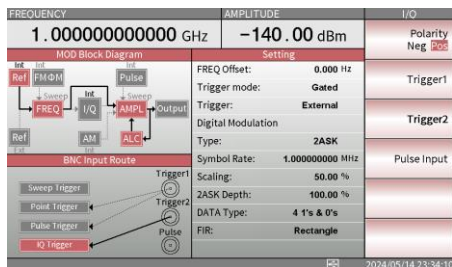 FREQUENCY AMPLITUDE I/O
1.000000000000 GHz -140.00 dBm
Polarity
Neg Pos
MOD Block Diagram
Int Int Int
Ref FMΦM Pulse
Sweep Int Sweep
FREQ I/Q AMPL Output
Ref AM ALC
Ext Int
BNC Input Route
Trigger1
Sweep Trigger
Point Trigger
Trigger2
Pulse Trigger
Pulse
IQ Trigger
Setting
FREQ Offset: 0.000 Hz
Trigger mode: Gated
Trigger: External
Digital Modulation
Type: 2ASK
Symbol Rate: 1.000000000 MHz
Scaling: 50.00 %
2ASK Depth: 100.00 %
DATA Type: 4 1's & 0's
FIR: Rectangle
Trigger1
Trigger2
Pulse Input
2024/05/14 23:34:10